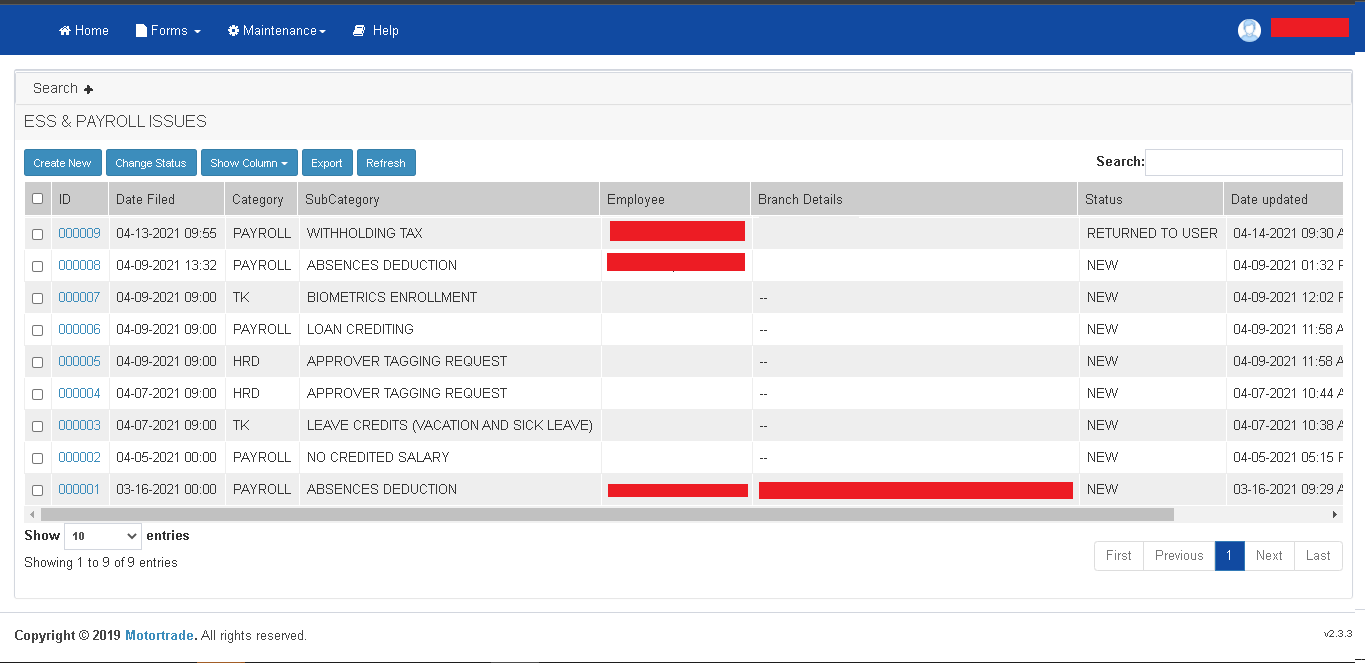 Home Forms Maintenance Help
Search
ESS & PAYROLL ISSUES
Create New Change Status Show Column Export Refresh Search:
ID Date Filed Category SubCategory Employee Branch Details Status Date updated
000009 04-13-2021 09:55 PAYROLL WITHHOLDING TAX RETURNED TO USER 04-14-2021 09:30 A
000008 04-09-2021 13:32 PAYROLL ABSENCES DEDUCTION NEW 04-09-2021 01:32 P
000007 04-09-2021 09:00 TK BIOMETRICS ENROLLMENT -- NEW 04-09-2021 12:02 P
000006 04-09-2021 09:00 PAYROLL LOAN CREDITING -- NEW 04-09-2021 11:58 A
000005 04-09-2021 09:00 HRD APPROVER TAGGING REQUEST -- NEW 04-09-2021 11:58 A
000004 04-07-2021 09:00 HRD APPROVER TAGGING REQUEST -- NEW 04-07-2021 10:44 A
000003 04-07-2021 09:00 TK LEAVE CREDITS (VACATION AND SICK LEAVE) -- NEW 04-07-2021 10:38 A
000002 04-05-2021 00:00 PAYROLL NO CREDITED SALARY -- NEW 04-05-2021 05:15 P
000001 03-16-2021 00:00 PAYROLL ABSENCES DEDUCTION NEW 03-16-2021 09:29 A
Show 10 entries
Showing 1 to 9 of 9 entries
First Previous 1 Next Last
Copyright © 2019 Motortrade. All rights reserved. v2.3.3